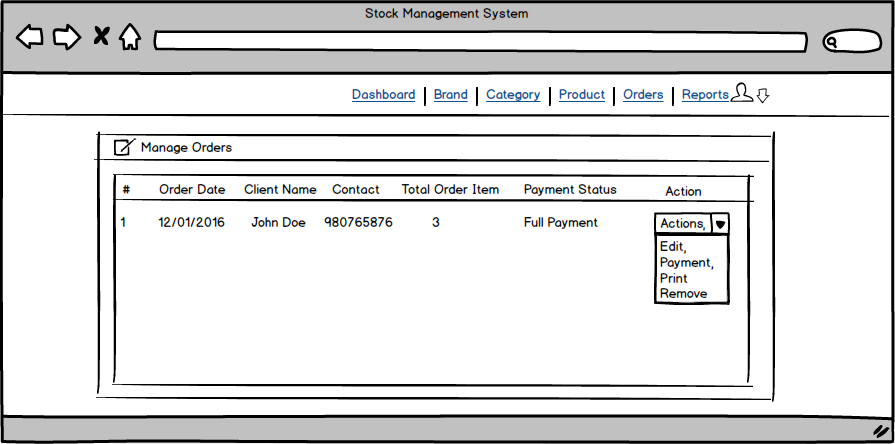 Stock Management System
Dashboard Brand Category Product Orders Reports
Manage Orders
# Order Date Client Name Contact Total Order Item Payment Status Action
1 12/01/2016 John Doe 980765876 3 Full Payment Actions,
Edit,
Payment,
Print
Remove